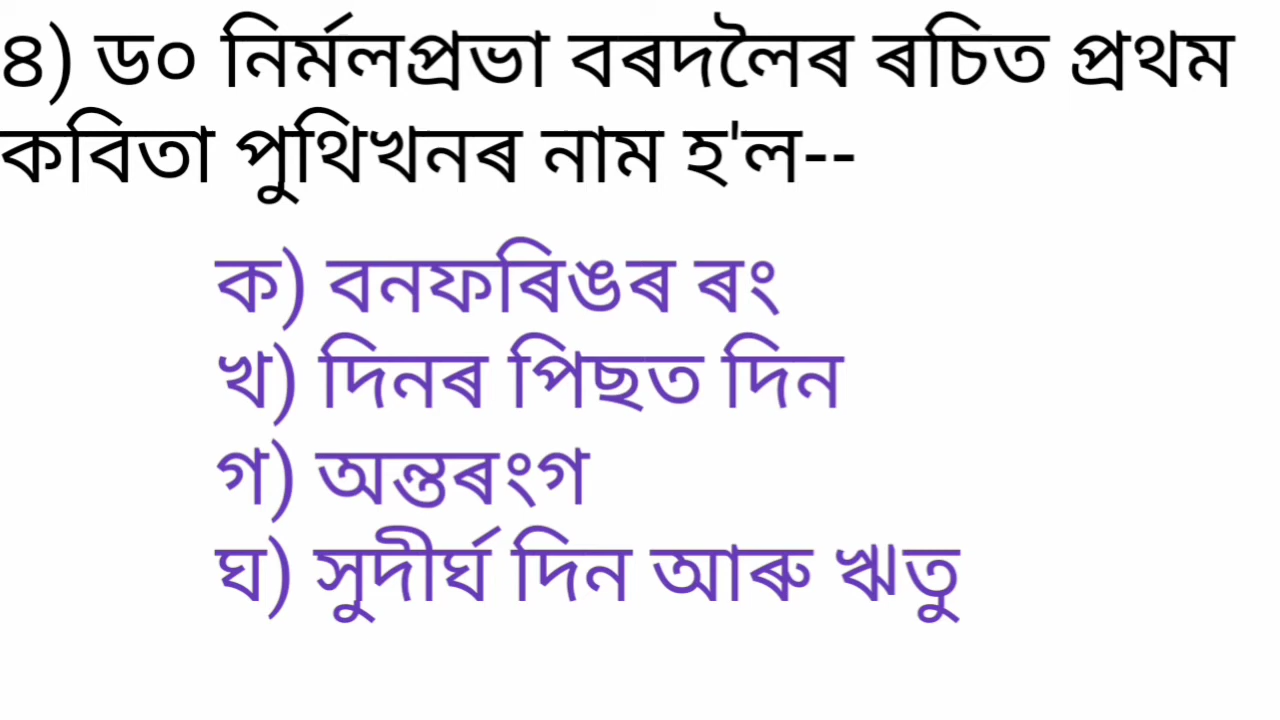 ৪) ড০ নিৰ্মলপ্ৰভা বৰদলৈৰ ৰচিত প্ৰথম
কবিতা পুথিখনৰ নাম হ'ল--
ক) বনফৰিঙৰ ৰং
খ) দিনৰ পিছত দিন
গ) অন্তৰংগ
ঘ) সুদীৰ্ঘ দিন আৰু ঋতু